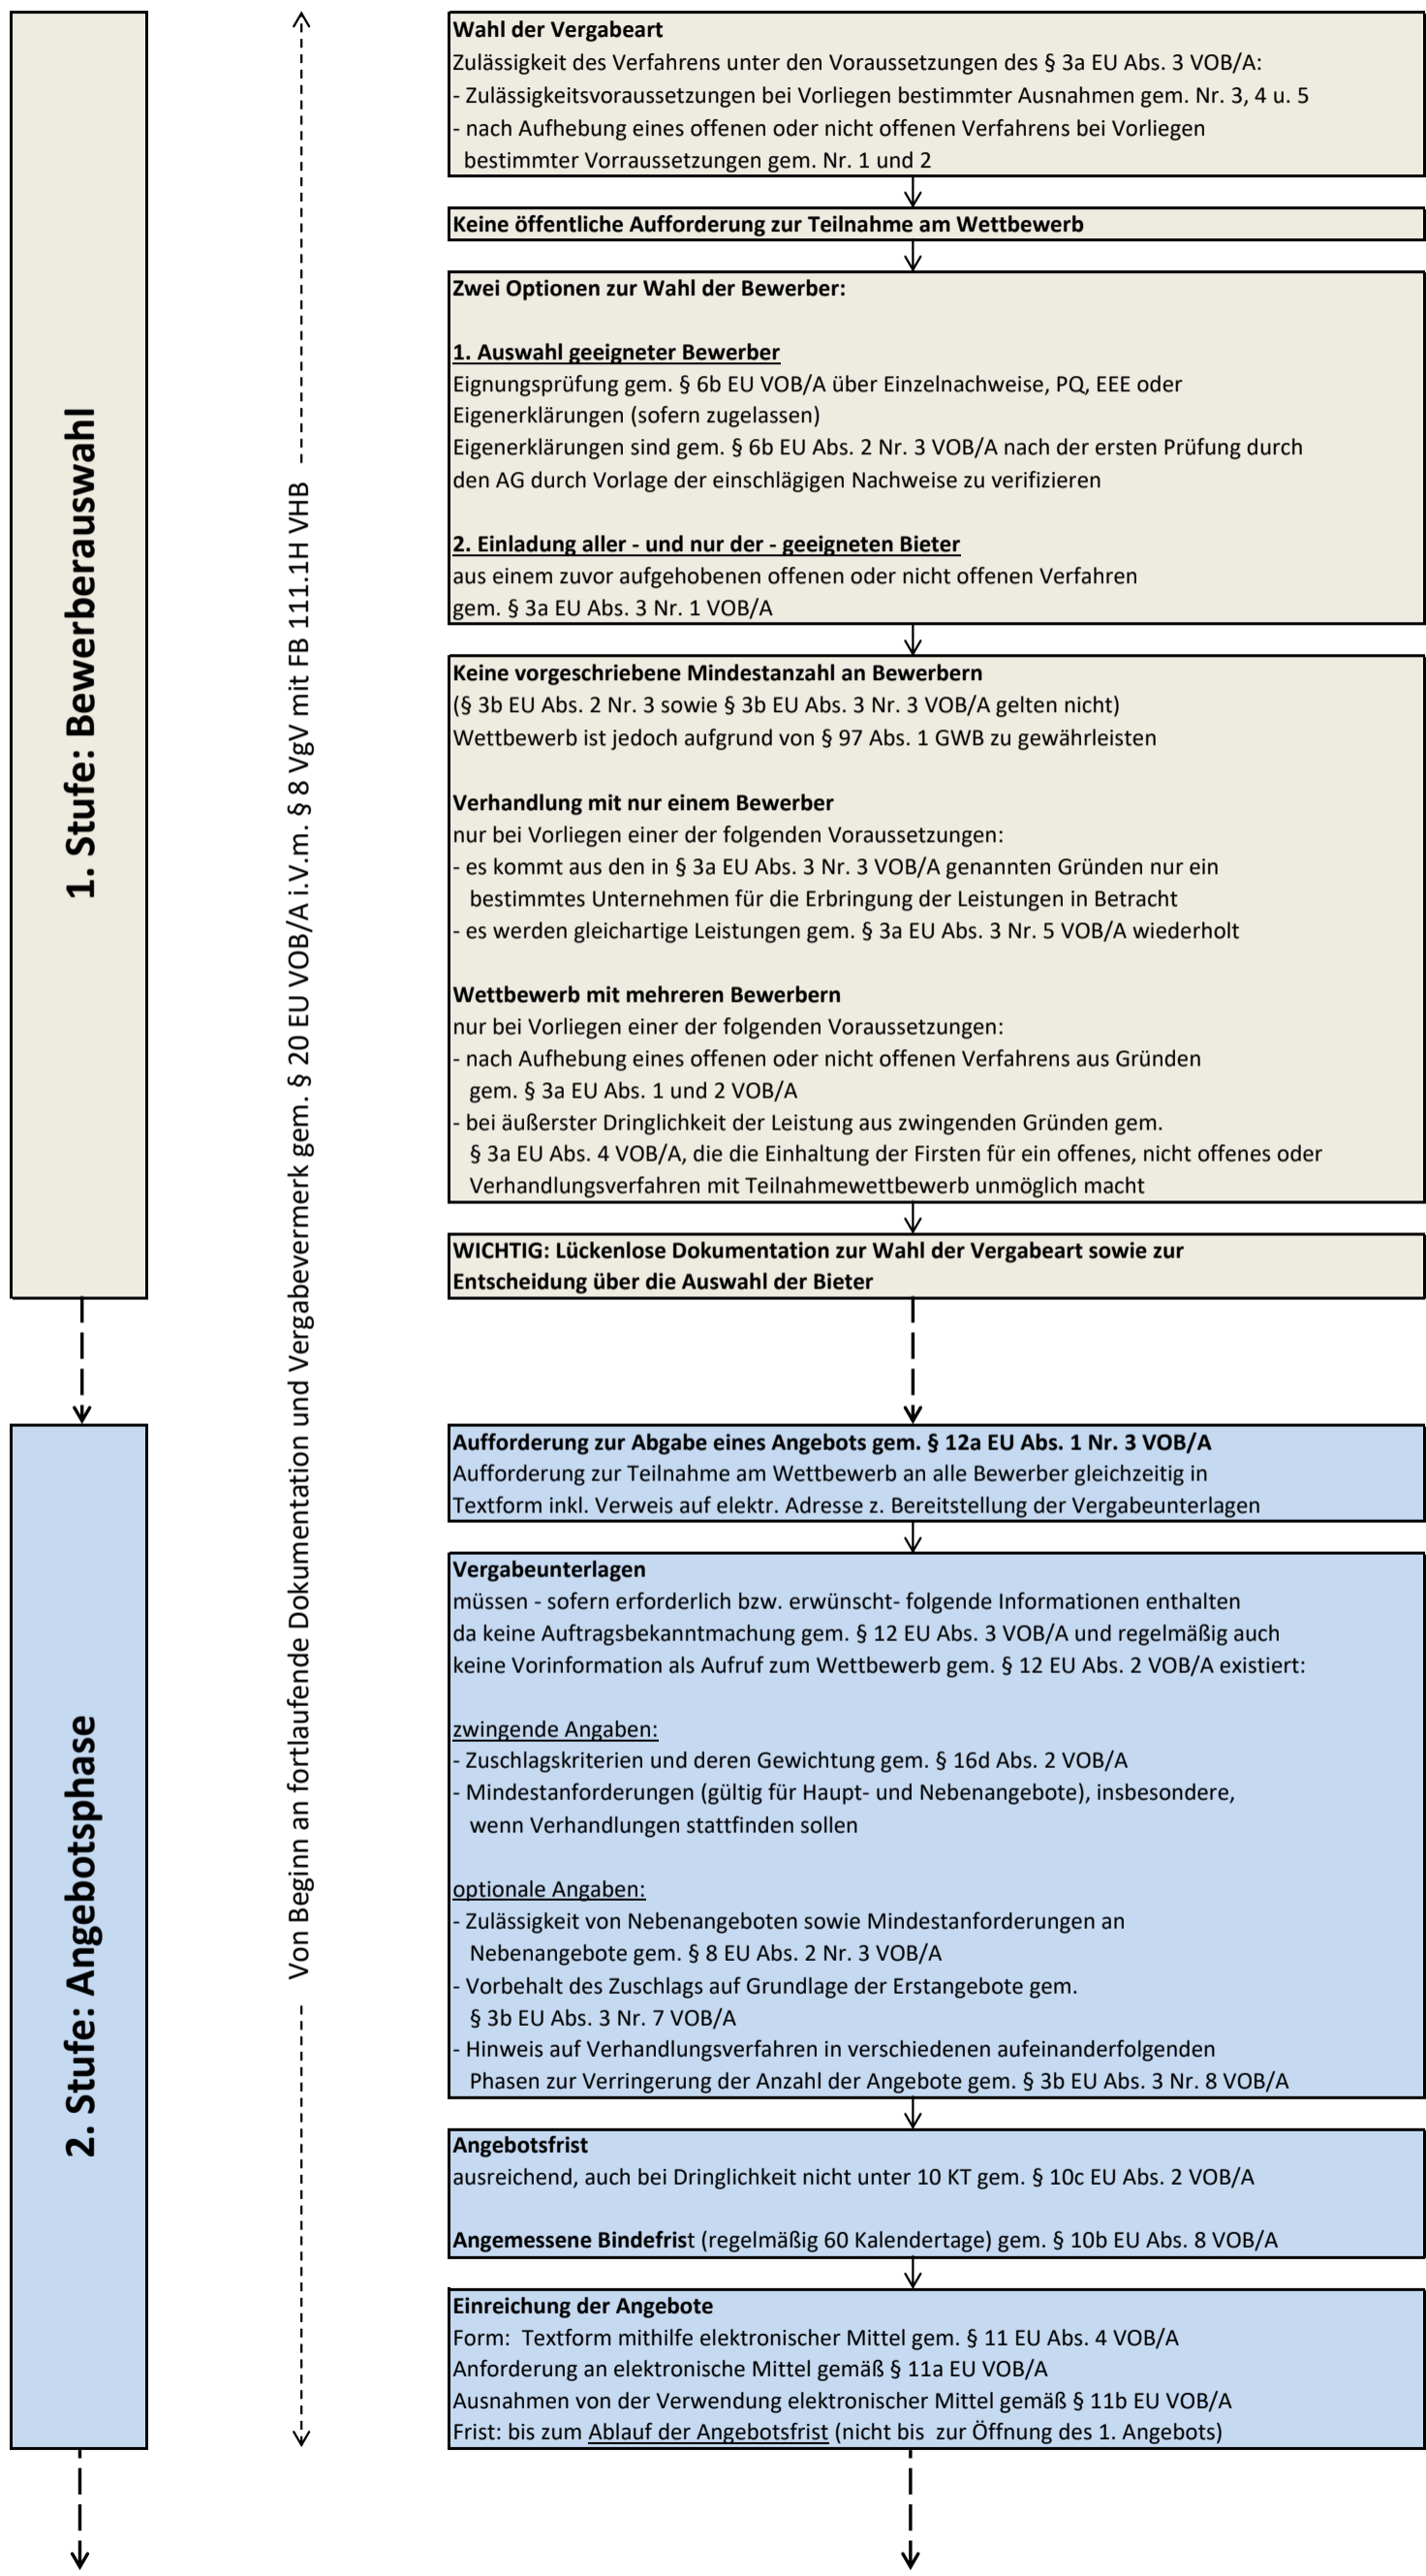 1. Stufe: Bewerberauswahl
Von Beginn an fortlaufende Dokumentation und Vergabevermerk gem. § 20 EU VOB/A i.V.m. § 8 VgV mit FB 111.1H VHB
Wahl der Vergabeart
Zulässigkeit des Verfahrens unter den Voraussetzungen des § 3a EU Abs. 3 VOB/A:
- Zulässigkeitsvoraussetzungen bei Vorliegen bestimmter Ausnahmen gem. Nr. 3, 4 u. 5
- nach Aufhebung eines offenen oder nicht offenen Verfahrens bei Vorliegen
bestimmter Vorraussetzungen gem. Nr. 1 und 2
Keine öffentliche Aufforderung zur Teilnahme am Wettbewerb
Zwei Optionen zur Wahl der Bewerber:
1. Auswahl geeigneter Bewerber
Eignungsprüfung gem. § 6b EU VOB/A über Einzelnachweise, PQ, EEE oder
Eigenerklärungen (sofern zugelassen)
Eigenerklärungen sind gem. § 6b EU Abs. 2 Nr. 3 VOB/A nach der ersten Prüfung durch
den AG durch Vorlage der einschlägigen Nachweise zu verifizieren
2. Einladung aller - und nur der - geeigneten Bieter
aus einem zuvor aufgehobenen offenen oder nicht offenen Verfahren
gem. § 3a EU Abs. 3 Nr. 1 VOB/A
Keine vorgeschriebene Mindestanzahl an Bewerbern
(§ 3b EU Abs. 2 Nr. 3 sowie § 3b EU Abs. 3 Nr. 3 VOB/A gelten nicht)
Wettbewerb ist jedoch aufgrund von § 97 Abs. 1 GWB zu gewährleisten
Verhandlung mit nur einem Bewerber
nur bei Vorliegen einer der folgenden Voraussetzungen:
- es kommt aus den in § 3a EU Abs. 3 Nr. 3 VOB/A genannten Gründen nur ein
bestimmtes Unternehmen für die Erbringung der Leistungen in Betracht
- es werden gleichartige Leistungen gem. § 3a EU Abs. 3 Nr. 5 VOB/A wiederholt
Wettbewerb mit mehreren Bewerbern
nur bei Vorliegen einer der folgenden Voraussetzungen:
- nach Aufhebung eines offenen oder nicht offenen Verfahrens aus Gründen
gem. § 3a EU Abs. 1 und 2 VOB/A
- bei äußerster Dringlichkeit der Leistung aus zwingenden Gründen gem.
§ 3a EU Abs. 4 VOB/A, die die Einhaltung der Firsten für ein offenes, nicht offenes oder
Verhandlungsverfahren mit Teilnahmewettbewerb unmöglich macht
WICHTIG: Lückenlose Dokumentation zur Wahl der Vergabeart sowie zur
Entscheidung über die Auswahl der Bieter
2. Stufe: Angebotsphase
Aufforderung zur Abgabe eines Angebots gem. § 12a EU Abs. 1 Nr. 3 VOB/A
Aufforderung zur Teilnahme am Wettbewerb an alle Bewerber gleichzeitig in
Textform inkl. Verweis auf elektr. Adresse z. Bereitstellung der Vergabeunterlagen
Vergabeunterlagen
müssen - sofern erforderlich bzw. erwünscht- folgende Informationen enthalten
da keine Auftragsbekanntmachung gem. § 12 EU Abs. 3 VOB/A und regelmäßig auch
keine Vorinformation als Aufruf zum Wettbewerb gem. § 12 EU Abs. 2 VOB/A existiert:
zwingende Angaben:
- Zuschlagskriterien und deren Gewichtung gem. § 16d Abs. 2 VOB/A
- Mindestanforderungen (gültig für Haupt- und Nebenangebote), insbesondere,
wenn Verhandlungen stattfinden sollen
optionale Angaben:
- Zulässigkeit von Nebenangeboten sowie Mindestanforderungen an
Nebenangebote gem. § 8 EU Abs. 2 Nr. 3 VOB/A
- Vorbehalt des Zuschlags auf Grundlage der Erstangebote gem.
§ 3b EU Abs. 3 Nr. 7 VOB/A
- Hinweis auf Verhandlungsverfahren in verschiedenen aufeinanderfolgenden
Phasen zur Verringerung der Anzahl der Angebote gem. § 3b EU Abs. 3 Nr. 8 VOB/A
Angebotsfrist
ausreichend, auch bei Dringlichkeit nicht unter 10 KT gem. § 10c EU Abs. 2 VOB/A
Angemessene Bindefrist (regelmäßig 60 Kalendertage) gem. § 10b EU Abs. 8 VOB/A
Einreichung der Angebote
Form: Textform mithilfe elektronischer Mittel gem. § 11 EU Abs. 4 VOB/A
Anforderung an elektronische Mittel gemäß § 11a EU VOB/A
Ausnahmen von der Verwendung elektronischer Mittel gemäß § 11b EU VOB/A
Frist: bis zum Ablauf der Angebotsfrist (nicht bis zur Öffnung des 1. Angebots)